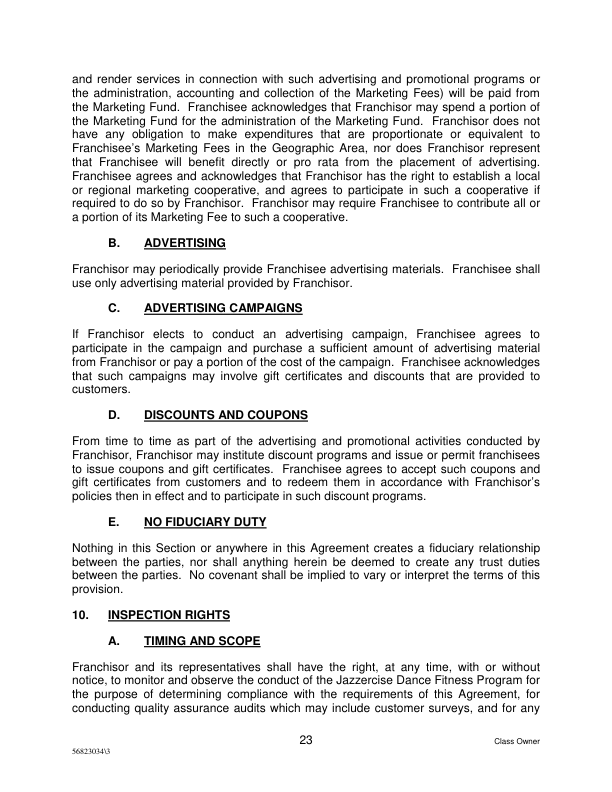 and render services in connection with such advertising and promotional programs or
the administration, accounting and collection of the Marketing Fees) will be paid from
the Marketing Fund.  Franchisee acknowledges that Franchisor may spend a portion of
the Marketing Fund for the administration of the Marketing Fund.  Franchisor does not
have any obligation to make expenditures that are proportionate or equivalent to
Franchisee's Marketing Fees in the Geographic Area, nor does Franchisor represent
that Franchisee will benefit directly or pro rata from the placement of advertising.
Franchisee agrees and acknowledges that Franchisor has the right to establish a local
or regional marketing cooperative, and agrees to participate in such a cooperative if
required to do so by Franchisor.  Franchisor may require Franchisee to contribute all or
a portion of its Marketing Fee to such a cooperative.
B. ADVERTISING
Franchisor may periodically provide Franchisee advertising materials.  Franchisee shall
use only advertising material provided by Franchisor.
C. ADVERTISING CAMPAIGNS
If Franchisor elects to conduct an advertising campaign, Franchisee agrees to
participate in the campaign and purchase a sufficient amount of advertising material
from Franchisor or pay a portion of the cost of the campaign.  Franchisee acknowledges
that such campaigns may involve gift certificates and discounts that are provided to
customers.
D. DISCOUNTS AND COUPONS
From time to time as part of the advertising and promotional activities conducted by
Franchisor, Franchisor may institute discount programs and issue or permit franchisees
to issue coupons and gift certificates.  Franchisee agrees to accept such coupons and
gift certificates from customers and to redeem them in accordance with Franchisor's
policies then in effect and to participate in such discount programs.
E. NO FIDUCIARY DUTY
Nothing in this Section or anywhere in this Agreement creates a fiduciary relationship
between the parties, nor shall anything herein be deemed to create any trust duties
between the parties.  No covenant shall be implied to vary or interpret the terms of this
provision.
10. INSPECTION RIGHTS
A. TIMING AND SCOPE
Franchisor and its representatives shall have the right, at any time, with or without
notice, to monitor and observe the conduct of the Jazzercise Dance Fitness Program for
the purpose of determining compliance with the requirements of this Agreement, for
conducting quality assurance audits which may include customer surveys, and for any
23
Class Owner
56823034\3